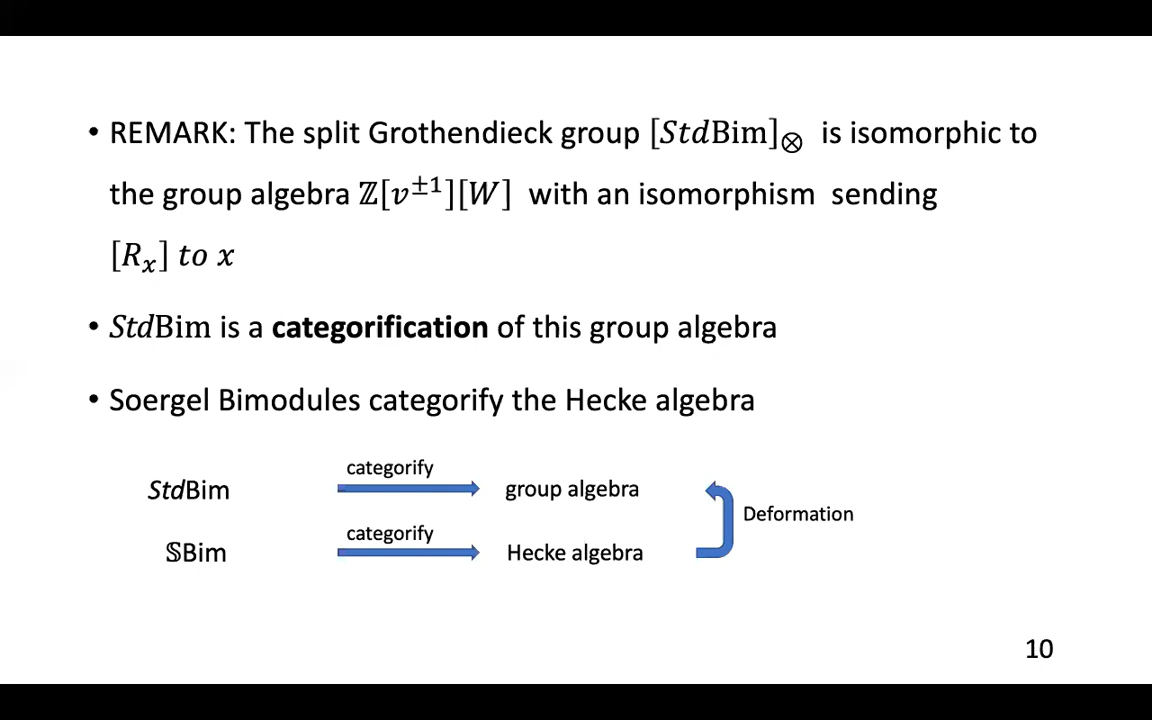 • REMARK: The split Grothendieck group [StdBim]⊗ is isomorphic to
the group algebra ℤ[v±1][W] with an isomorphism sending
[Rx] to x
• StdBim is a categorification of this group algebra
• Soergel Bimodules categorify the Hecke algebra
categorify
StdBim group algebra
Deformation
categorify
𝕊Bim Hecke algebra
10